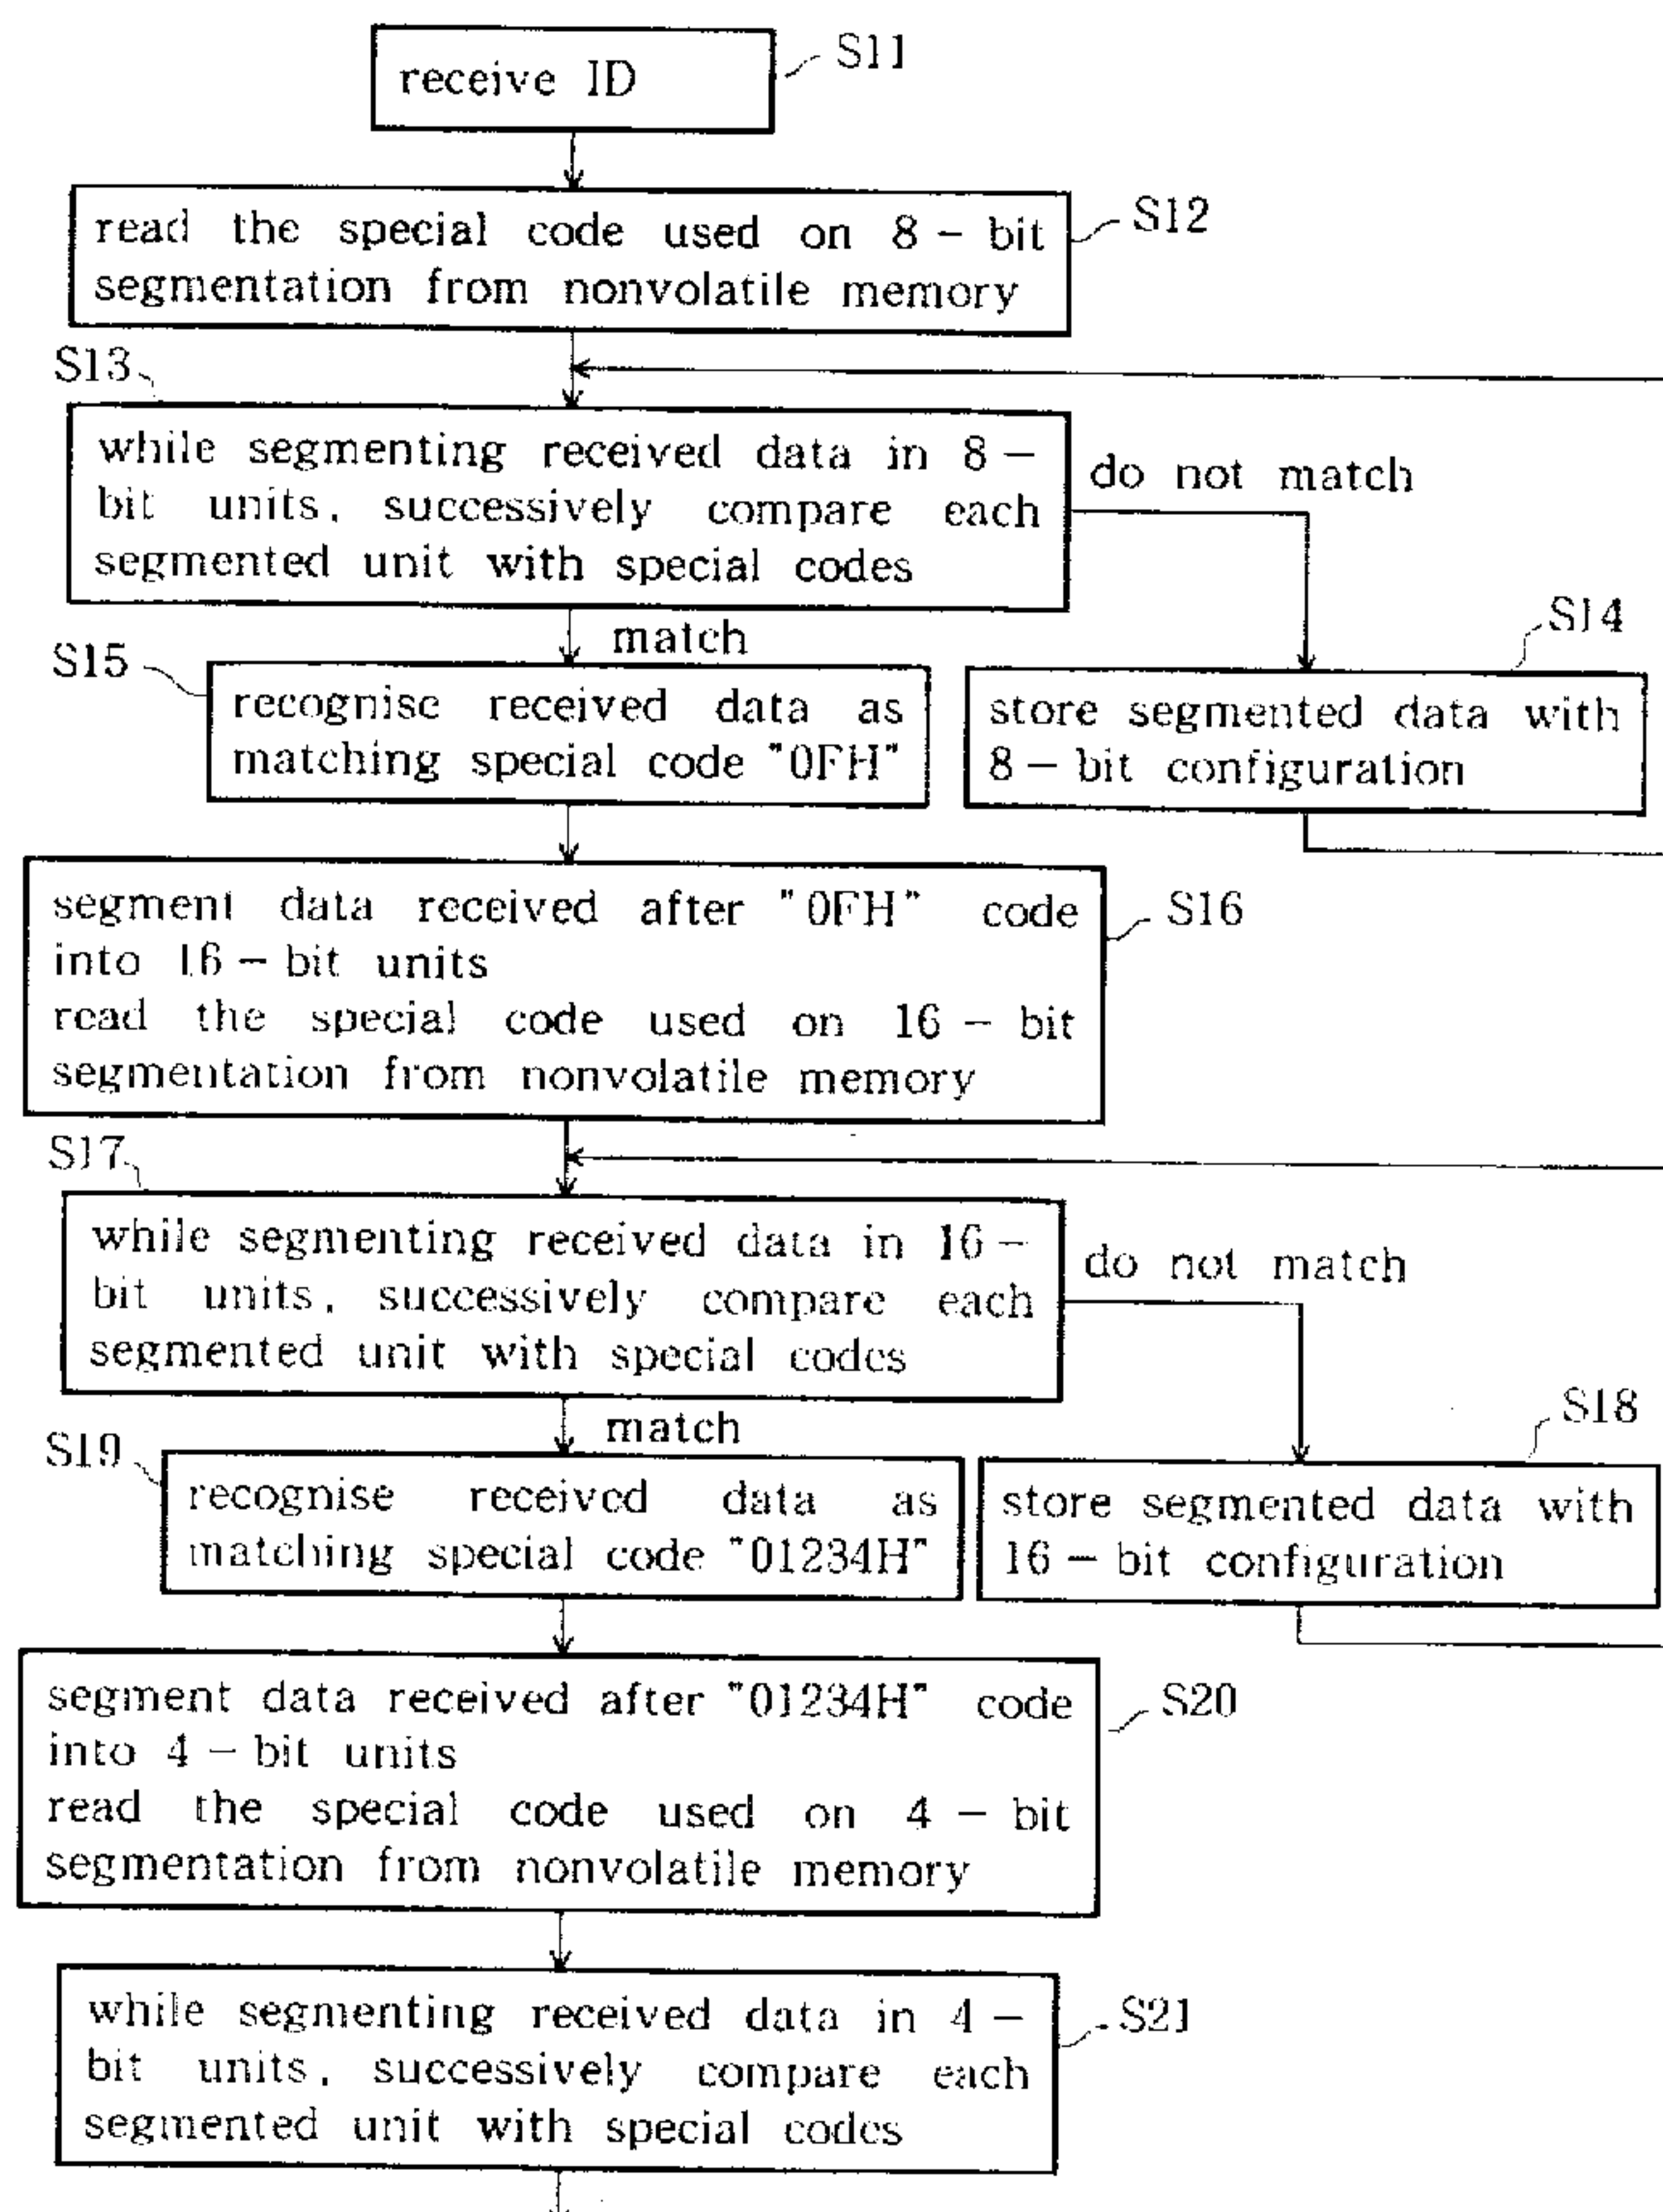 receive ID
S11
read the special code used on 8 - bit
segmentation from nonvolatile memory
S12
S13
while segmenting received data in 8 -
bit units, successively compare each
segmented unit with special codes
do not match
match
S14
S15
recognise received data as
matching special code "0FH"
store segmented data with
8 - bit configuration
segment data received after "0FH" code
into 16 - bit units
read the special code used on 16 - bit
segmentation from nonvolatile memory
S16
S17
while segmenting received data in 16 -
bit units, successively compare each
segmented unit with special codes
do not match
match
S18
S19
recognise received data as
matching special code "01234H"
store segmented data with
16 - bit configuration
segment data received after "01234H" code
into 4 - bit units
read the special code used on 4 - bit
segmentation from nonvolatile memory
S20
while segmenting received data in 4 -
bit units, successively compare each
segmented unit with special codes
S21